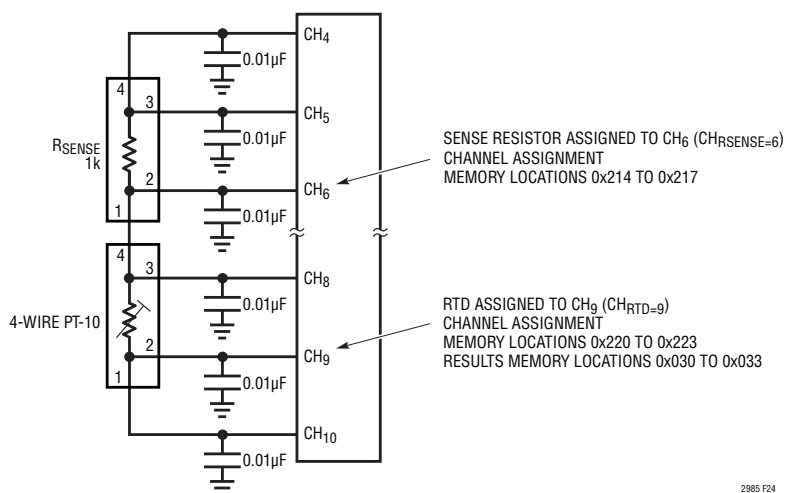 CH4
0.01µF
4
3
CH5
0.01µF
RSENSE
1k
2
CH6
1
0.01µF
SENSE RESISTOR ASSIGNED TO CH6 (CHRSENSE=6)
CHANNEL ASSIGNMENT
MEMORY LOCATIONS 0x214 TO 0x217
4
3
CH8
0.01µF
4-WIRE PT-10
2
CH9
1
0.01µF
RTD ASSIGNED TO CH9 (CHRTD=9)
CHANNEL ASSIGNMENT
MEMORY LOCATIONS 0x220 TO 0x223
RESULTS MEMORY LOCATIONS 0x030 TO 0x033
CH10
0.01µF
2985 F24